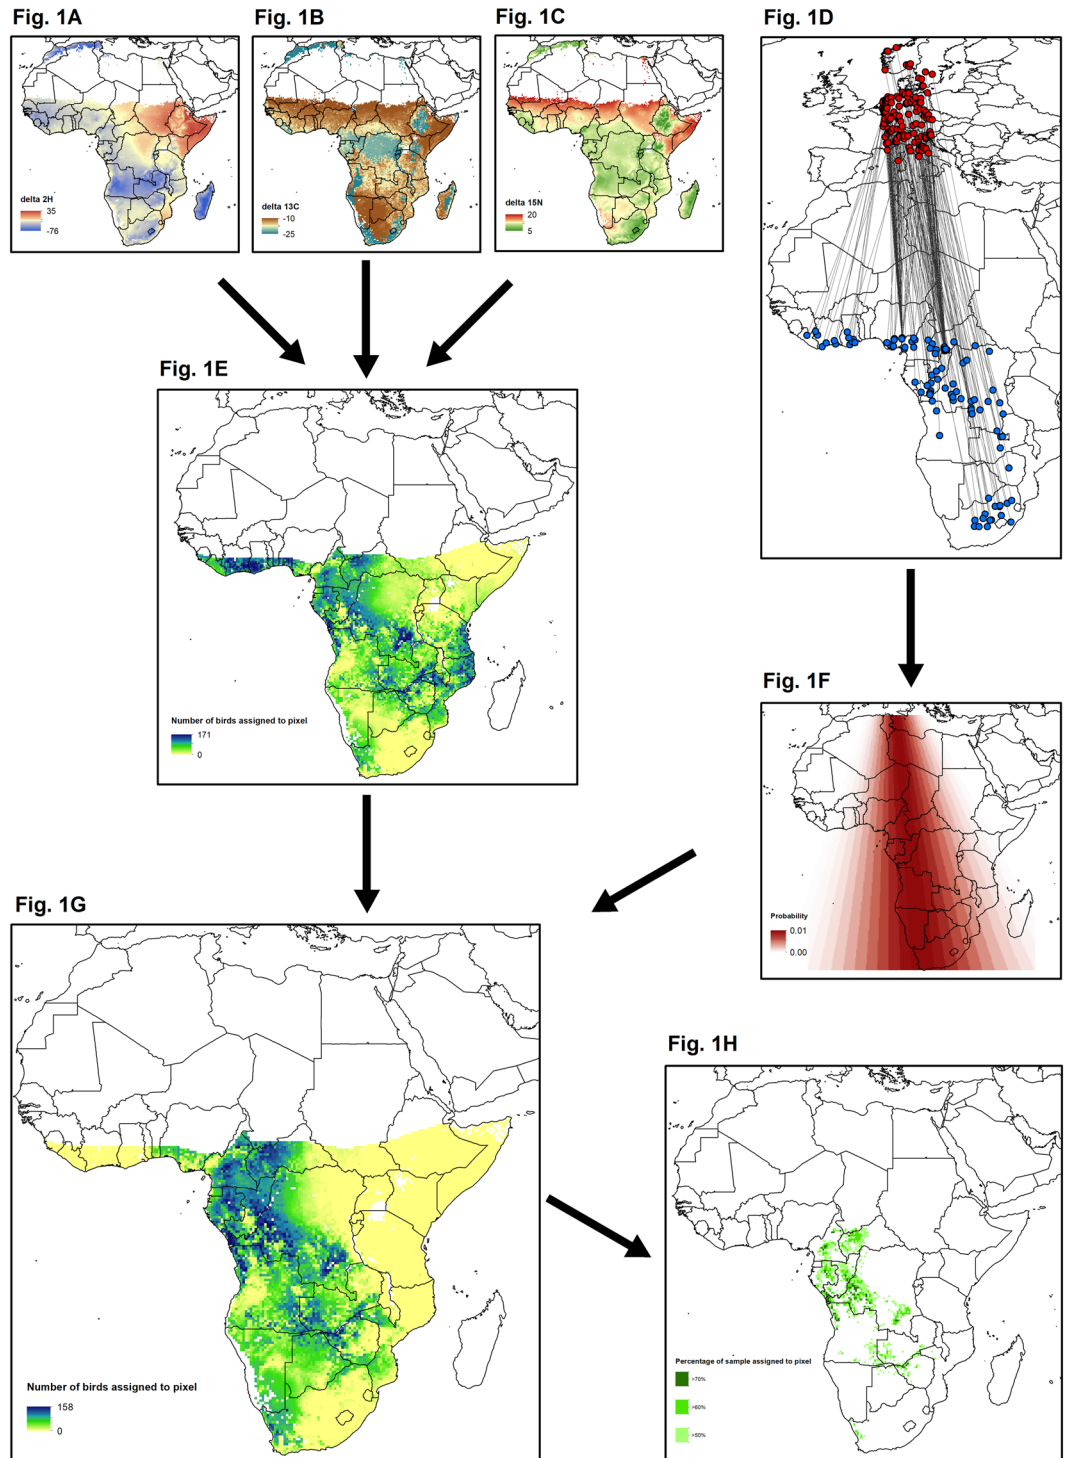 Fig. 1A
Fig. 1B
Fig. 1C
Fig. 1D
delta 2H
35
-76
delta 13C
-10
-25
delta 15N
20
5
Fig. 1E
Number of birds assigned to pixel
171
0
Fig. 1F
Probability
0.01
0.00
Fig. 1G
Number of birds assigned to pixel
158
0
Fig. 1H
Percentage of sample assigned to pixel
>70%
>60%
>50%